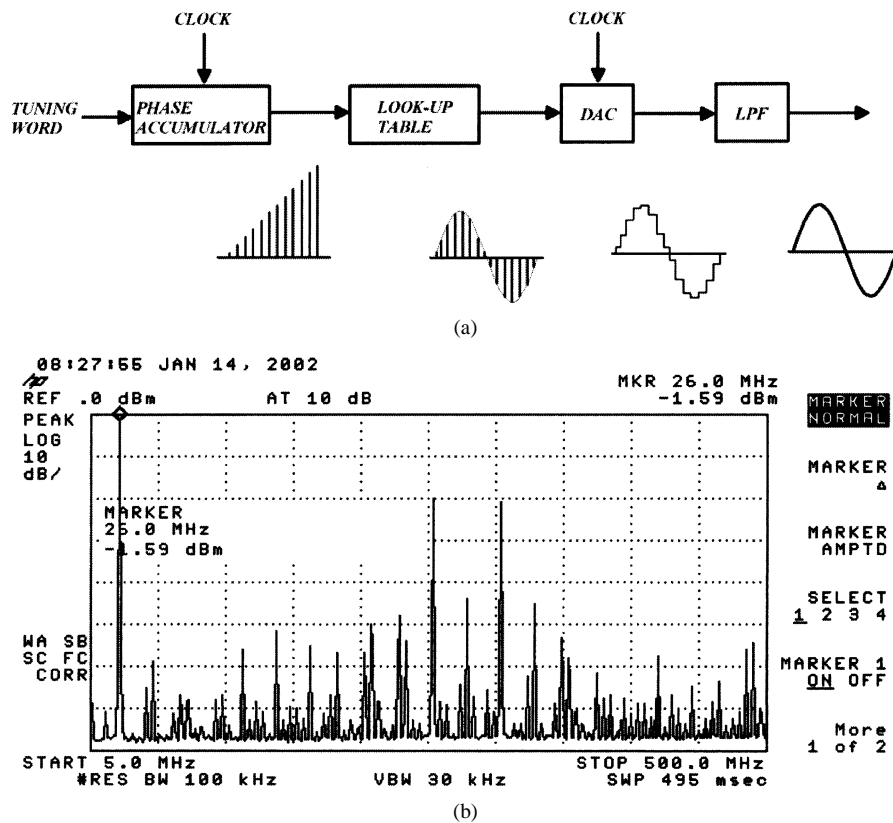 CLOCK CLOCK
TUNING WORD
PHASE ACCUMULATOR
LOOK-UP TABLE
DAC
LPF
(a)
08:27:55 JAN 14, 2002
hp
REF .0 dBm AT 10 dB
MKR 26.0 MHz
-1.59 dBm
PEAK
LOG
10
dB/
MARKER
26.0 MHz
-1.59 dBm
WA SB
SC FC
CORR
START 5.0 MHz STOP 500.0 MHz
#RES BW 100 kHz VBW 30 kHz SWP 495 msec
MARKER
NORMAL
MARKER
Δ
MARKER
AMPTD
SELECT
1 2 3 4
MARKER 1
ON OFF
More
1 of 2
(b)